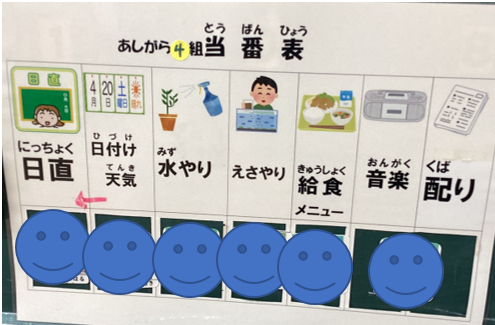 とう ばん ひょう
あしがら4組当番表
日直
4月 20日 土曜日
にっちょく
日直
ひづけ
日付け
てんき
天気
みず
水やり
えさやり
きゅうしょく
給食
メニュー
おんがく
音楽
くば
配り